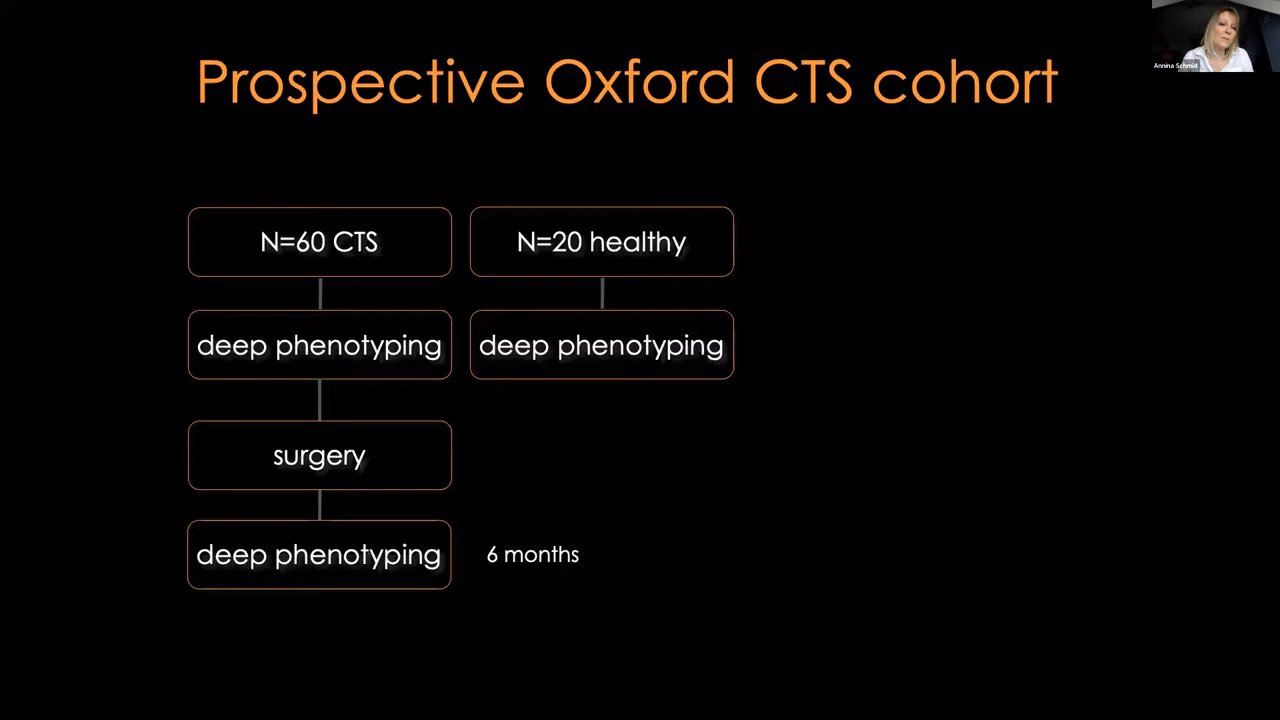 Prospective Oxford CTS cohort
Annina Schmid
N=60 CTS
N=20 healthy
deep phenotyping
deep phenotyping
surgery
deep phenotyping
6 months